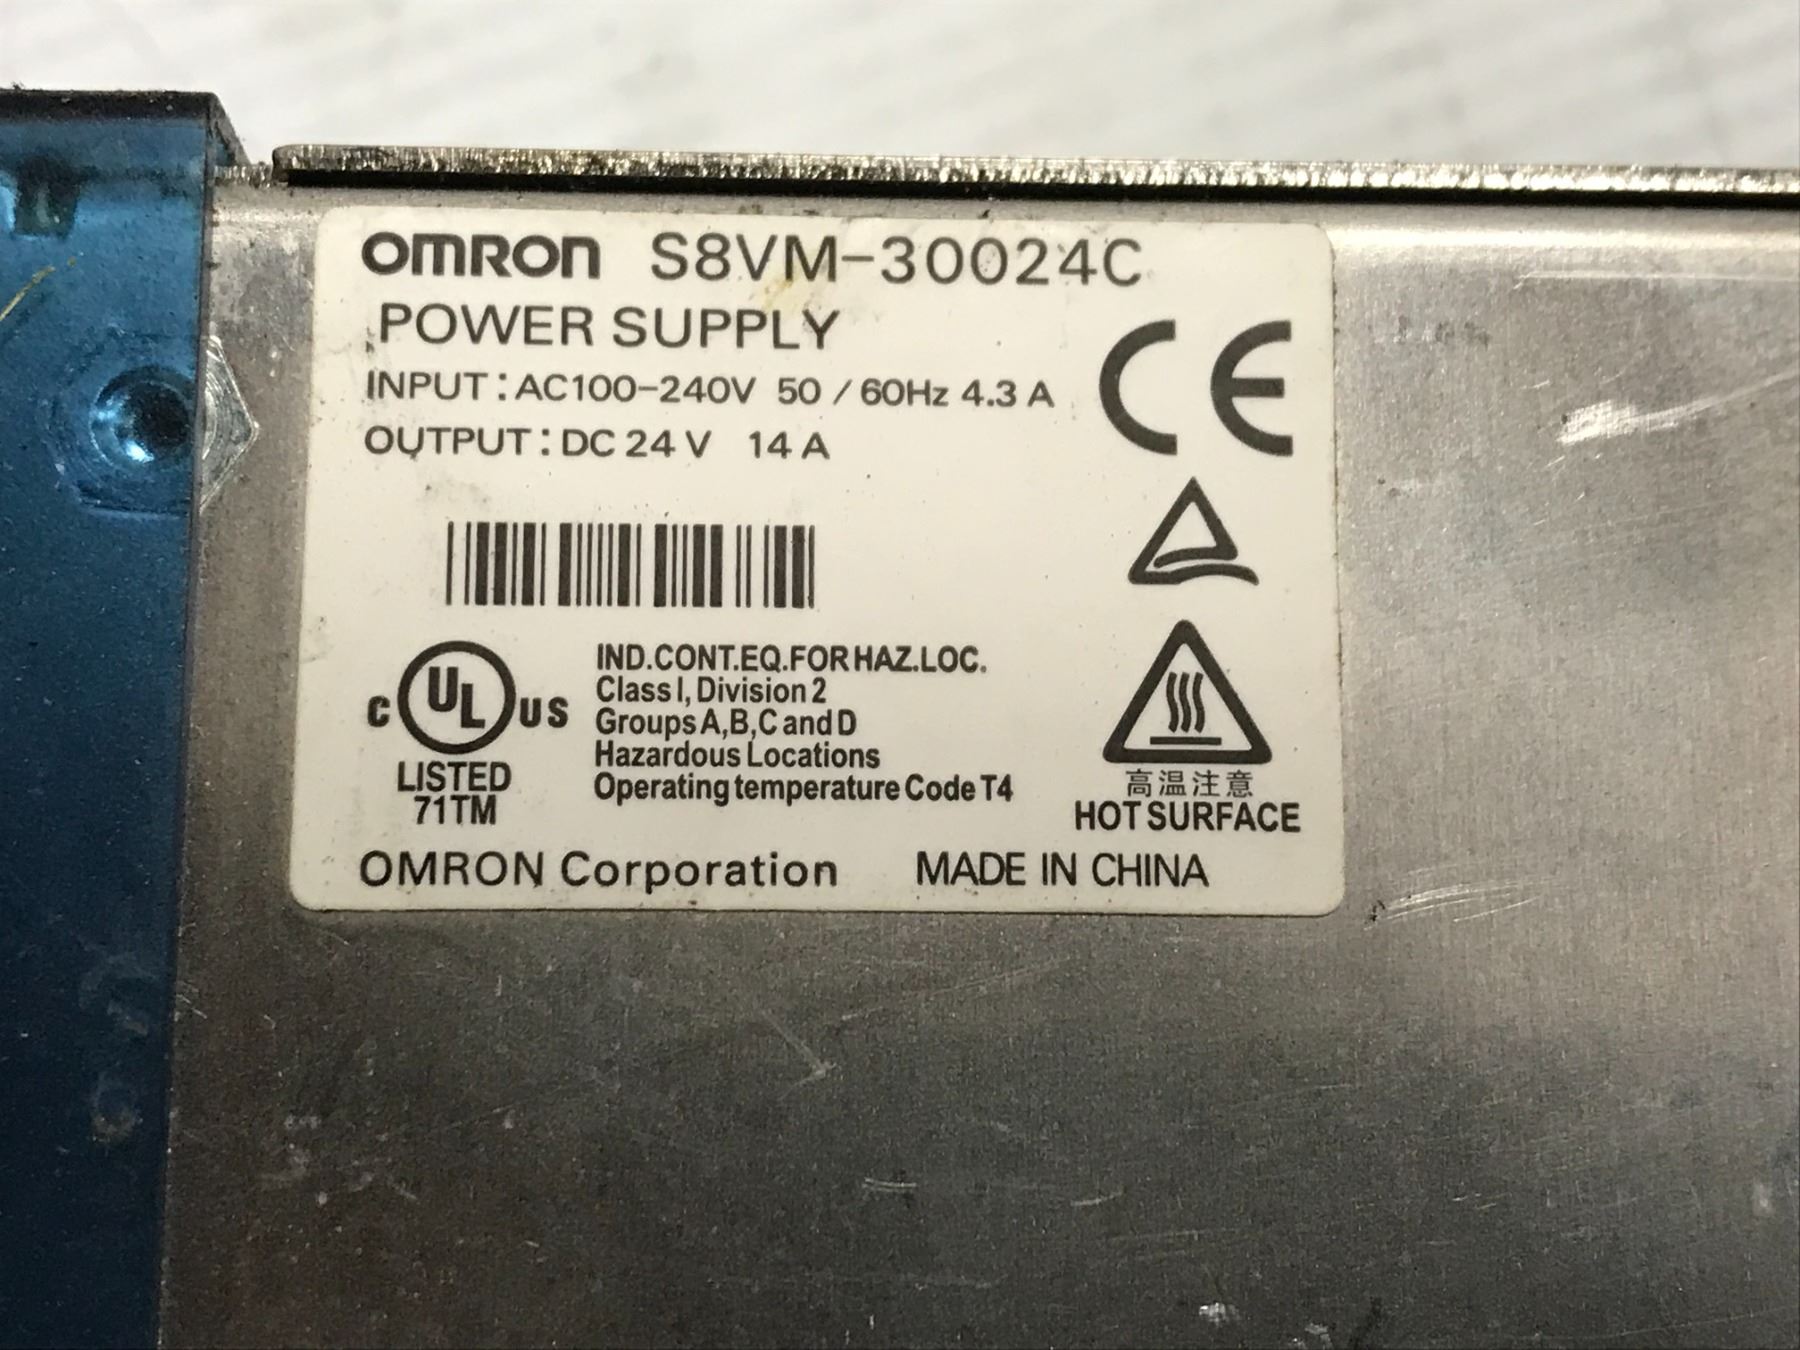 OMRON S8VM-30024C
POWER SUPPLY
INPUT : AC100-240V 50 / 60Hz 4.3 A
OUTPUT : DC 24 V 14 A
CE
C UL US
LISTED
71TM
IND.CONT.EQ.FOR HAZ.LOC.
Class I, Division 2
Groups A,B,C and D
Hazardous Locations
Operating temperature Code T4
高温注意
HOT SURFACE
OMRON Corporation MADE IN CHINA